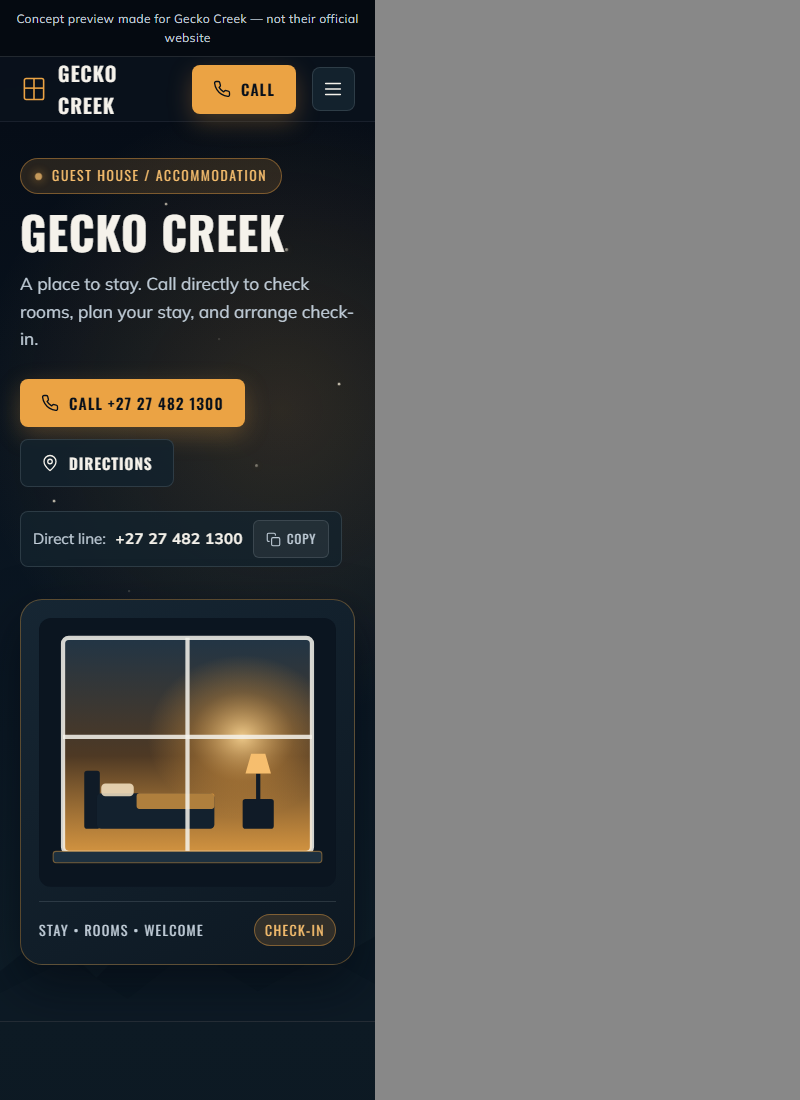 Concept preview made for Gecko Creek — not their official
website
GECKO
CREEK
CALL
GUEST HOUSE / ACCOMMODATION
GECKO CREEK
A place to stay. Call directly to check
rooms, plan your stay, and arrange check-
in.
CALL +27 27 482 1300
DIRECTIONS
Direct line: +27 27 482 1300 COPY
STAY • ROOMS • WELCOME CHECK-IN